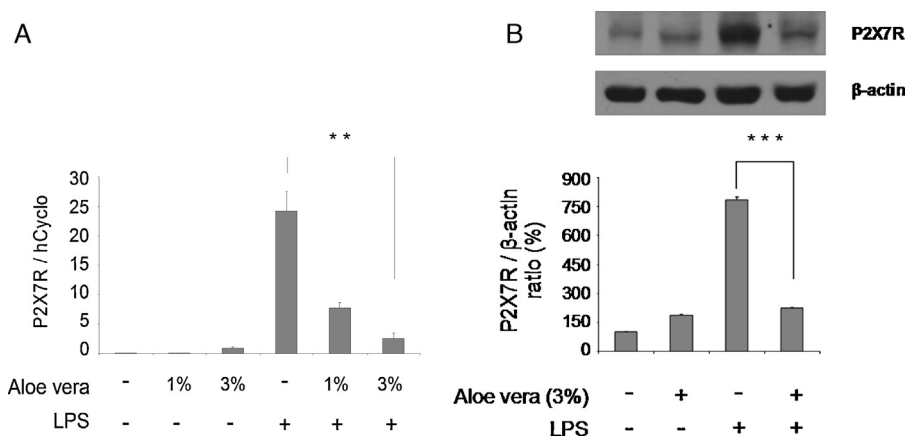 A
B
P2X7R
β-actin
* *
* * *
P2X7R / hCyclo
30
25
20
15
10
5
0
Aloe vera - 1% 3% - 1% 3%
LPS - - - + + +
P2X7R / β-actin
ratio (%)
900
750
600
450
300
150
0
Aloe vera (3%) - + - +
LPS - - + +